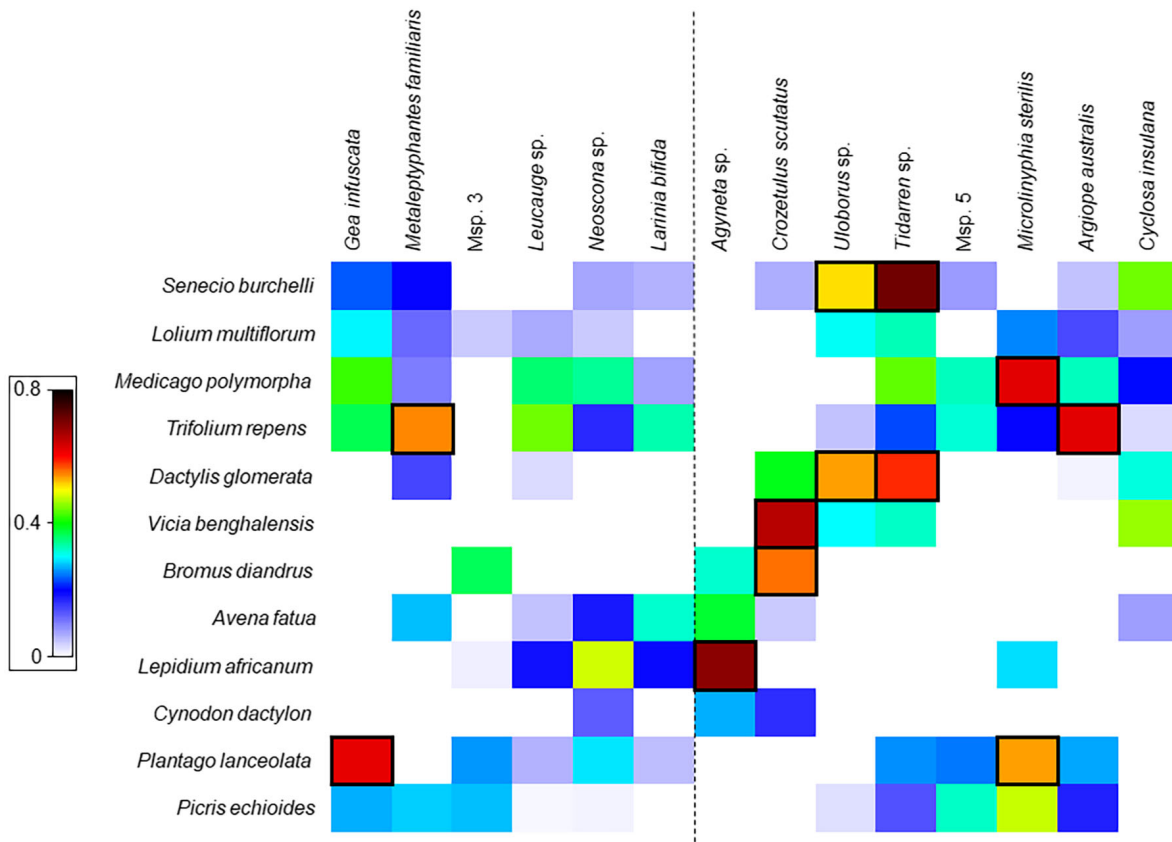 Gea infuscata
Metaleptyphantes familiaris
Msp. 3
Leucauge sp.
Neoscona sp.
Larinia bifida
Agyneta sp.
Crozetulus scutatus
Uloborus sp.
Tidarren sp.
Msp. 5
Microlinyphia sterilis
Argiope australis
Cyclosa insulana
Senecio burchelli
Lolium multiflorum
Medicago polymorpha
Trifolium repens
Dactylis glomerata
Vicia benghalensis
Bromus diandrus
Avena fatua
Lepidium africanum
Cynodon dactylon
Plantago lanceolata
Picris echioides
0.8
0.4
0